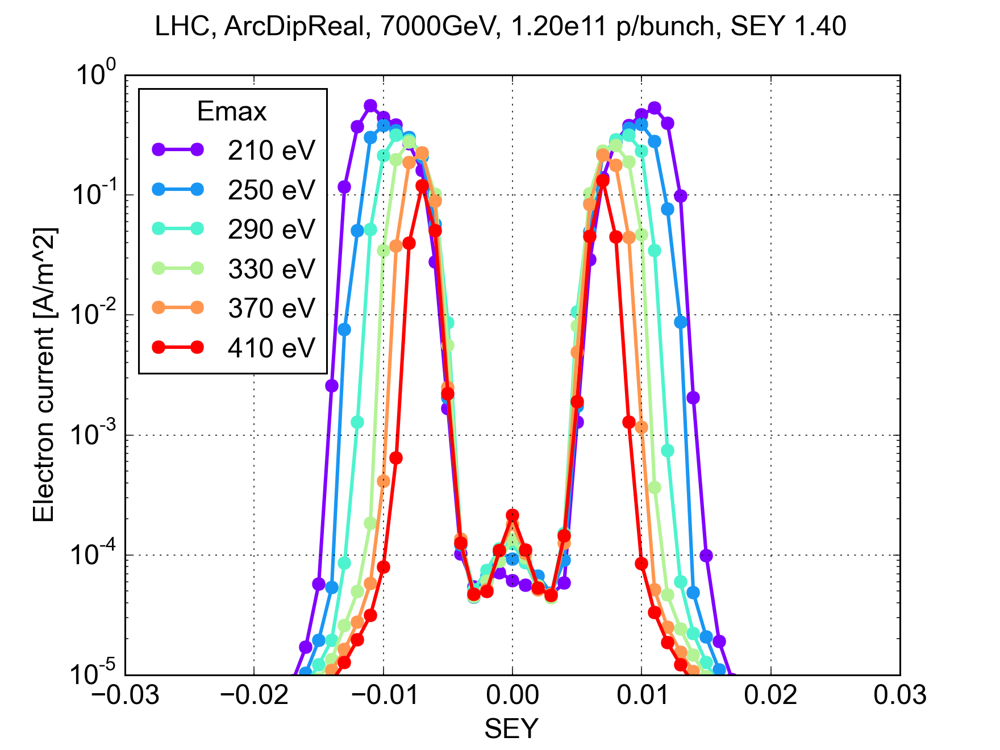 LHC, ArcDipReal, 7000GeV, 1.20e11 p/bunch, SEY 1.40
10^0
10^-1
10^-2
10^-3
10^-4
10^-5
Electron current [A/m^2]
Emax
210 eV
250 eV
290 eV
330 eV
370 eV
410 eV
−0.03 −0.02 −0.01 0.00 0.01 0.02 0.03
SEY